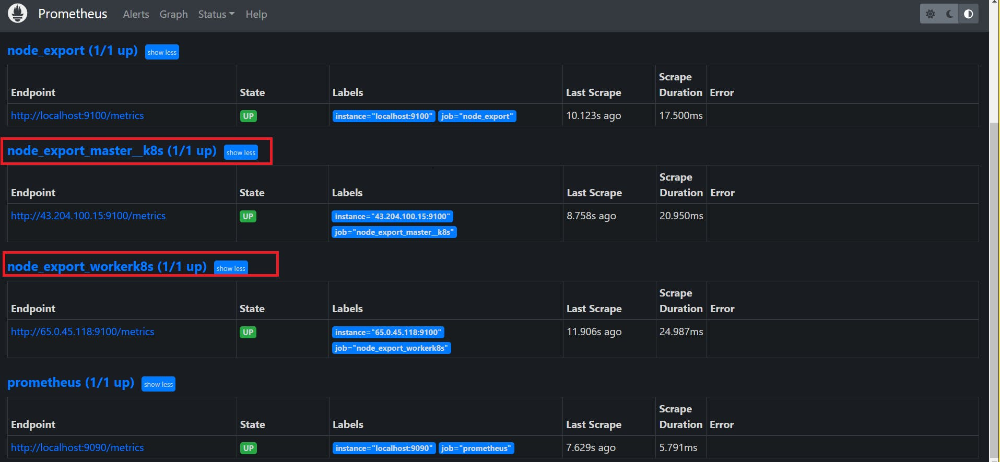 Prometheus Alerts Graph Status Help
node_export (1/1 up) show less
Endpoint State Labels Last Scrape Scrape Duration Error
http://localhost:9100/metrics UP instance="localhost:9100" job="node_export" 10.123s ago 17.500ms
node_export_master__k8s (1/1 up) show less
Endpoint State Labels Last Scrape Scrape Duration Error
http://43.204.100.15:9100/metrics UP instance="43.204.100.15:9100" 8.758s ago 20.950ms
job="node_export_master__k8s"
node_export_workerk8s (1/1 up) show less
Endpoint State Labels Last Scrape Scrape Duration Error
http://65.0.45.118:9100/metrics UP instance="65.0.45.118:9100" 11.906s ago 24.987ms
job="node_export_workerk8s"
prometheus (1/1 up) show less
Endpoint State Labels Last Scrape Scrape Duration Error
http://localhost:9090/metrics UP instance="localhost:9090" job="prometheus" 7.629s ago 5.791ms